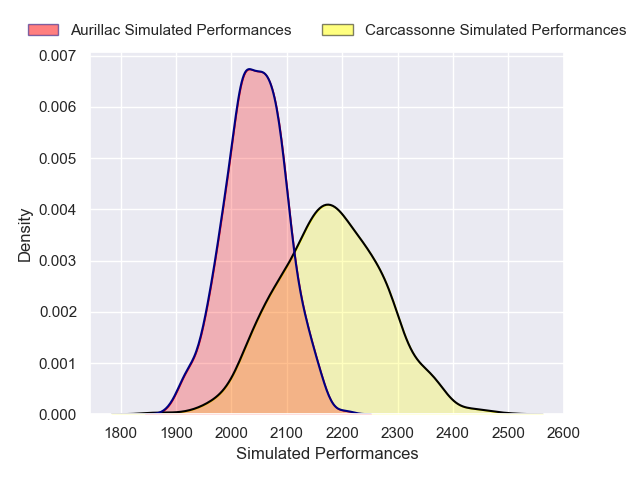 Aurillac Simulated Performances Carcassonne Simulated Performances
0.007
0.006
0.005
0.004
0.003
0.002
0.001
0.000
Density
1800 1900 2000 2100 2200 2300 2400 2500 2600
Simulated Performances